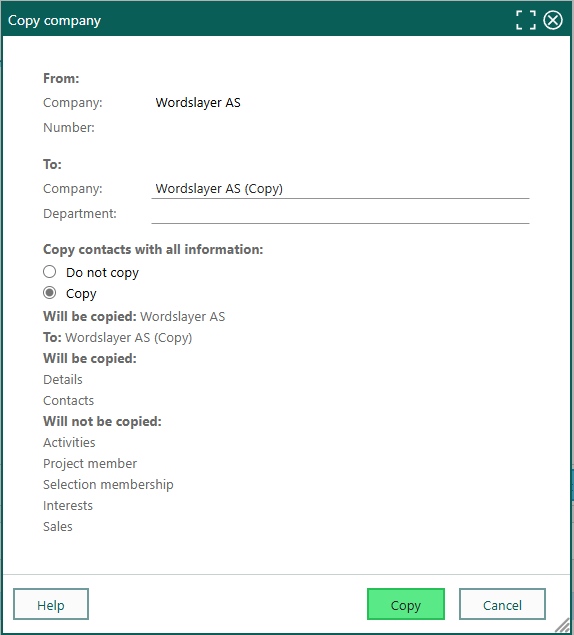 Copy company
From:
Company: Wordslayer AS
Number:
To:
Company: Wordslayer AS (Copy)
Department:
Copy contacts with all information:
Do not copy
Copy
Will be copied: Wordslayer AS
To: Wordslayer AS (Copy)
Will be copied:
Details
Contacts
Will not be copied:
Activities
Project member
Selection membership
Interests
Sales
Help Copy Cancel